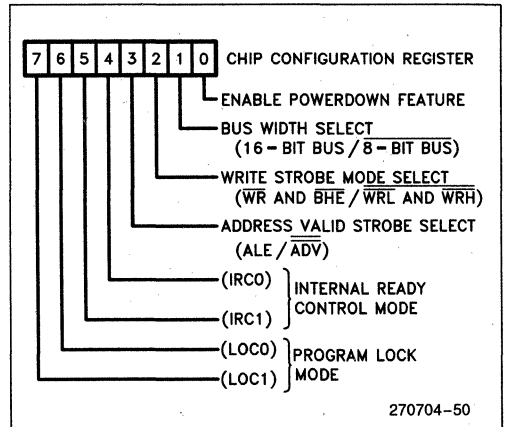 7 6 5 4 3 2 1 0 CHIP CONFIGURATION REGISTER
ENABLE POWERDOWN FEATURE
BUS WIDTH SELECT
(16-BIT BUS / 8-BIT BUS)
WRITE STROBE MODE SELECT
(WR AND BHE / WRL AND WRH)
ADDRESS VALID STROBE SELECT
(ALE / ADV)
(IRC0)
INTERNAL READY
CONTROL MODE
(IRC1)
(LOC0)
PROGRAM LOCK
MODE
(LOC1)
270704-50